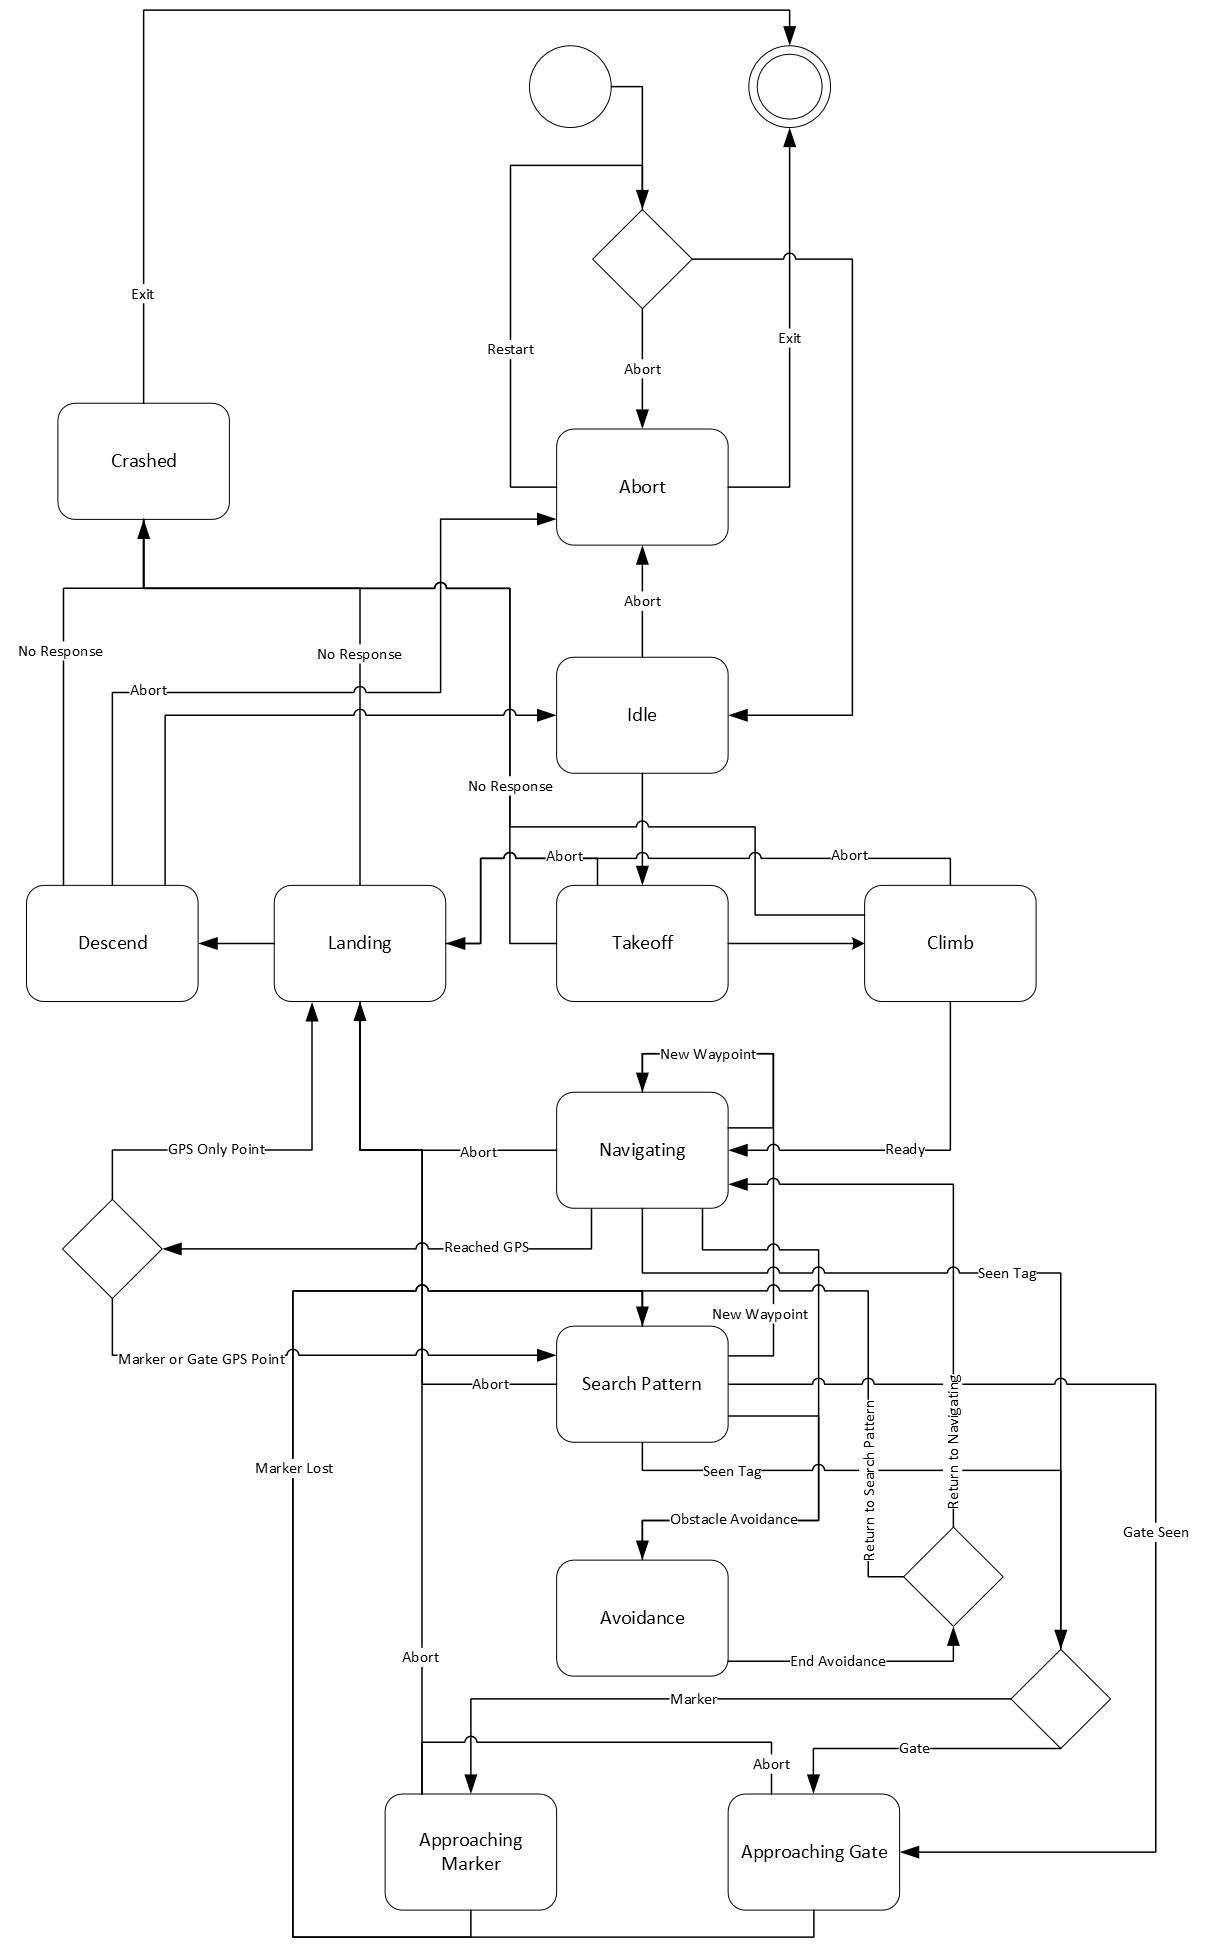 Exit
Exit
Restart
Abort
Crashed
Abort
Abort
No Response
No Response
Abort
Idle
No Response
Abort
Abort
Descend
Landing
Takeoff
Climb
New Waypoint
GPS Only Point
Abort
Navigating
Ready
Reached GPS
Seen Tag
New Waypoint
Marker or Gate GPS Point
Abort
Search Pattern
Return to Search Pattern
Return to Navigating
Marker Lost
Seen Tag
Obstacle Avoidance
Gate Seen
Avoidance
Abort
End Avoidance
Marker
Gate
Abort
Approaching
Marker
Approaching Gate